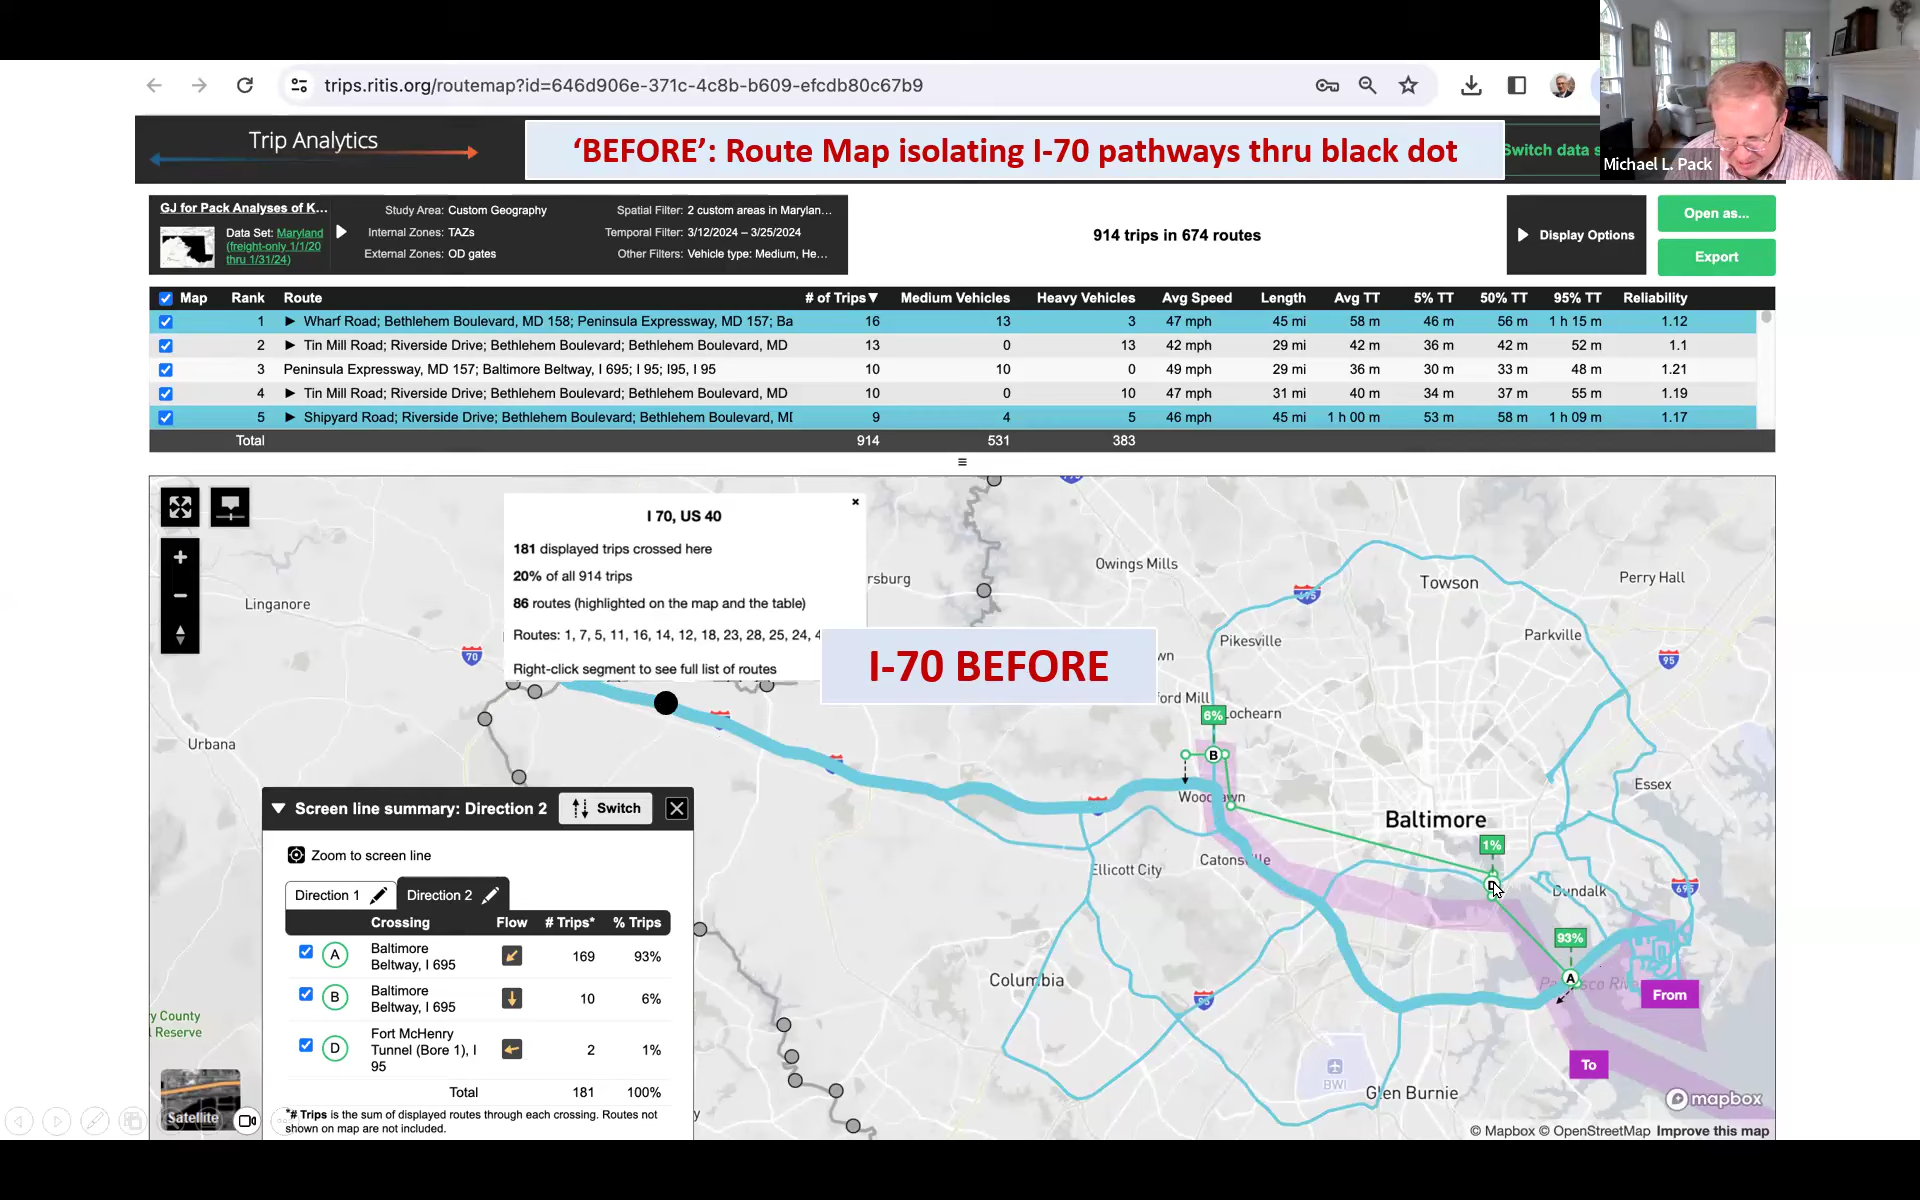 trips.ritis.org/routemap?id=646d906e-371c-4c8b-b609-efcdb80c67b9
Michael L. Pack
Trip Analytics
‘BEFORE’: Route Map isolating I-70 pathways thru black dot
Switch data s
GJ for Pack Analyses of K...
Data Set: Maryland
(freight-only 1/1/20
thru 1/31/24)
Study Area: Custom Geography
Internal Zones: TAZs
External Zones: OD gates
Spatial Filter: 2 custom areas in Marylan...
Temporal Filter: 3/12/2024 – 3/25/2024
Other Filters: Vehicle type: Medium, He...
914 trips in 674 routes
Display Options
Open as...
Export
Map Rank Route # of Trips▼ Medium Vehicles Heavy Vehicles Avg Speed Length Avg TT 5% TT 50% TT 95% TT Reliability
1 ► Wharf Road; Bethlehem Boulevard, MD 158; Peninsula Expressway, MD 157; Ba 16 13 3 47 mph 45 mi 58 m 46 m 56 m 1 h 15 m 1.12
2 ► Tin Mill Road; Riverside Drive; Bethlehem Boulevard; Bethlehem Boulevard, MD 13 0 13 42 mph 29 mi 42 m 36 m 42 m 52 m 1.1
3 Peninsula Expressway, MD 157; Baltimore Beltway, I 695; I 95; I95, I 95 10 10 0 49 mph 29 mi 36 m 30 m 33 m 48 m 1.21
4 ► Tin Mill Road; Riverside Drive; Bethlehem Boulevard; Bethlehem Boulevard, MD 10 0 10 47 mph 31 mi 40 m 34 m 37 m 55 m 1.19
5 ► Shipyard Road; Riverside Drive; Bethlehem Boulevard; Bethlehem Boulevard, MD 9 4 5 46 mph 45 mi 1 h 00 m 53 m 58 m 1 h 09 m 1.17
Total 914 531 383
I 70, US 40
181 displayed trips crossed here
20% of all 914 trips
86 routes (highlighted on the map and the table)
Routes: 1, 7, 5, 11, 16, 14, 12, 18, 23, 28, 25, 24, 4
Right-click segment to see full list of routes
I-70 BEFORE
Linganore
Urbana
70
rsburg
Owings Mills
Towson
Perry Hall
Pikesville
Parkville
95
wn
ford Mill
6%
Lochearn
B
Woodlawn
Essex
Baltimore
1%
Catonsville
Ellicott City
D
Dundalk
695
93%
A
Columbia
95
From
To
BWI
Glen Burnie
y County
l Reserve
Screen line summary: Direction 2
Switch
Zoom to screen line
Direction 1
Direction 2
Crossing Flow # Trips* % Trips
A Baltimore
Beltway, I 695 169 93%
B Baltimore
Beltway, I 695 10 6%
D Fort McHenry
Tunnel (Bore 1), I
95 2 1%
Total 181 100%
*# Trips is the sum of displayed routes through each crossing. Routes not
shown on map are not included.
Satellite
mapbox
© Mapbox © OpenStreetMap Improve this map